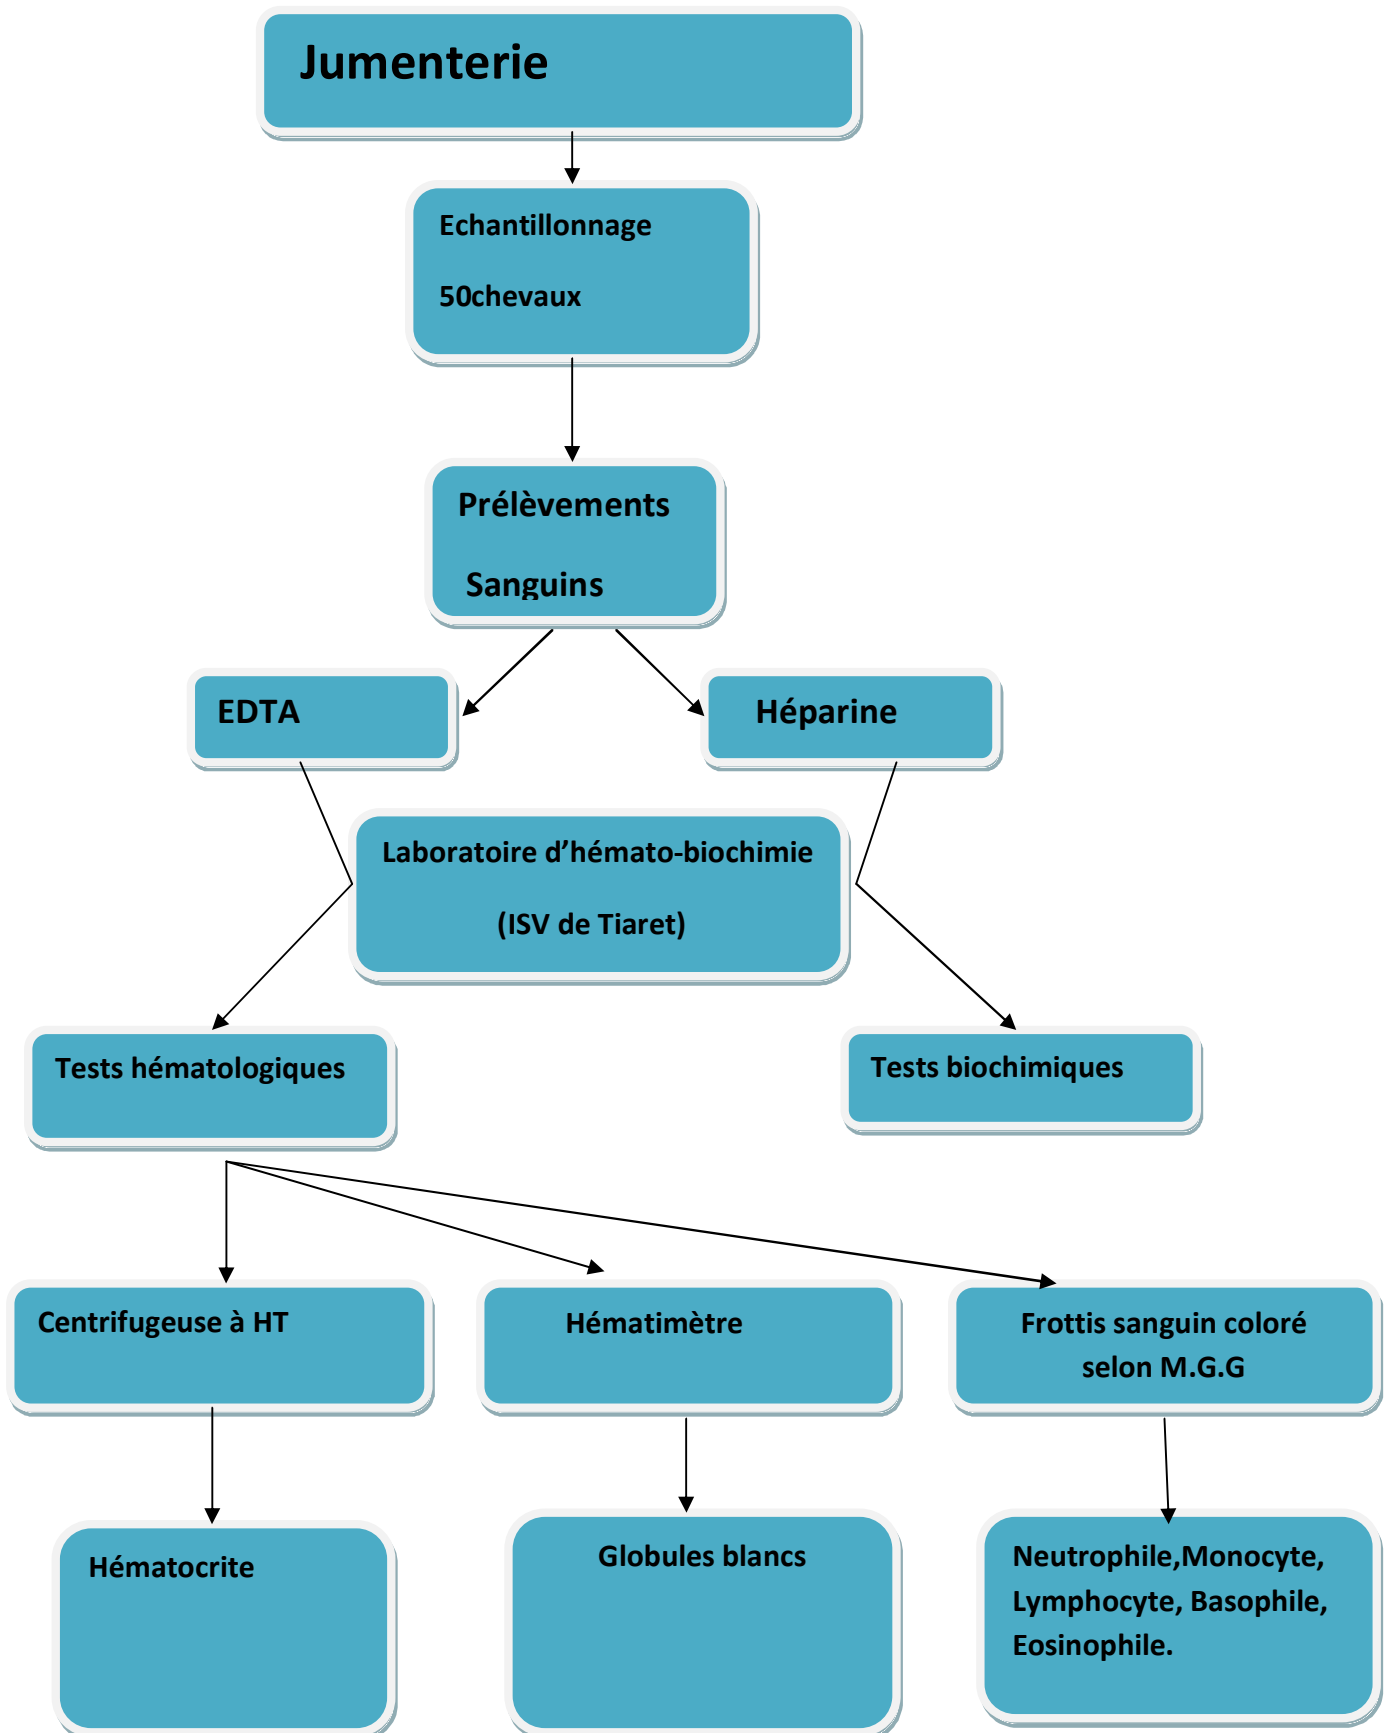 Jumenterie
Echantillonnage
50chevaux
Prélèvements
Sanguins
EDTA
Héparine
Laboratoire d’hémato-biochimie
(ISV de Tiaret)
Tests hématologiques
Tests biochimiques
Centrifugeuse à HT
Hématimètre
Frottis sanguin coloré
selon M.G.G
Hématocrite
Globules blancs
Neutrophile,Monocyte,
Lymphocyte, Basophile,
Eosinophile.